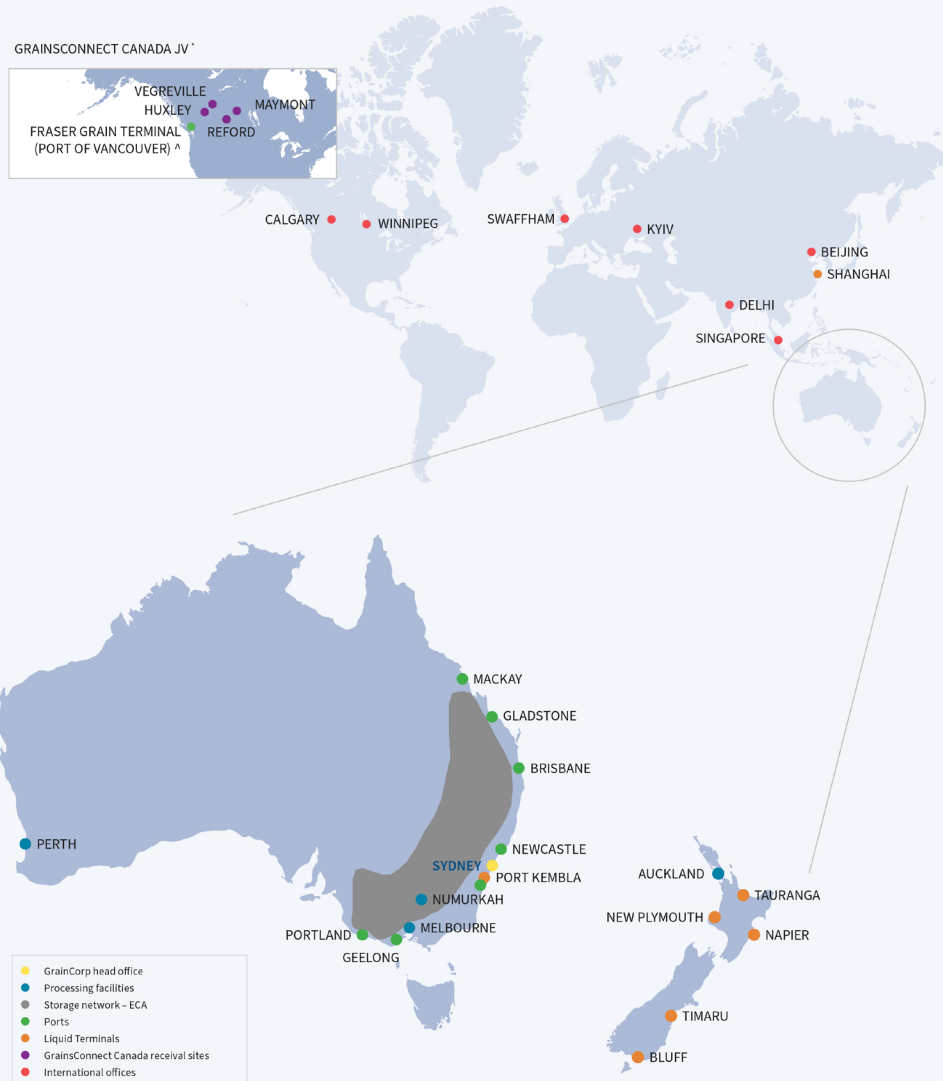 GRAINSCONNECT CANADA JV *
VEGREVILLE
HUXLEY
MAYMONT
FRASER GRAIN TERMINAL
(PORT OF VANCOUVER) ^
REFORD
CALGARY
WINNIPEG
SWAFFHAM
KYIV
BEIJING
SHANGHAI
DELHI
SINGAPORE
MACKAY
GLADSTONE
BRISBANE
PERTH
NEWCASTLE
SYDNEY
PORT KEMBLA
NUMURKAH
MELBOURNE
PORTLAND
GEELONG
AUCKLAND
TAURANGA
NEW PLYMOUTH
NAPIER
TIMARU
BLUFF
GrainCorp head office
Processing facilities
Storage network – ECA
Ports
Liquid Terminals
GrainsConnect Canada receival sites
International offices